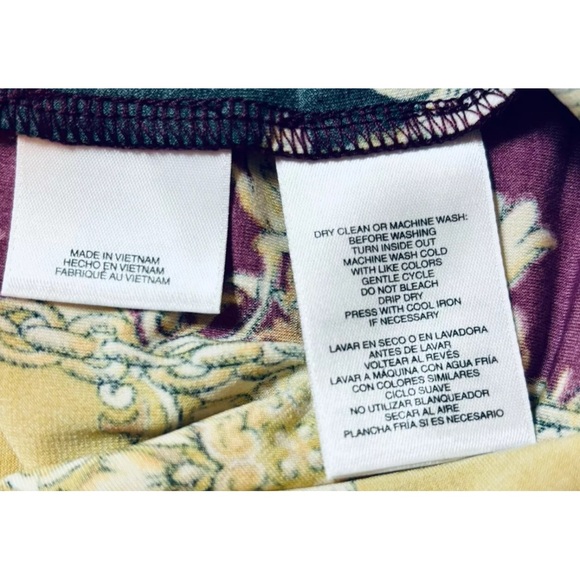 MADE IN VIETNAM
HECHO EN VIETNAM
FABRIQUÉ AU VIETNAM
DRY CLEAN OR MACHINE WASH:
BEFORE WASHING
TURN INSIDE OUT
MACHINE WASH COLD
WITH LIKE COLORS
GENTLE CYCLE
DO NOT BLEACH
DRIP DRY
PRESS WITH COOL IRON
IF NECESSARY
LAVAR EN SECO O EN LAVADORA
ANTES DE LAVAR
VOLTEAR AL REVÉS
LAVAR A MÁQUINA CON AGUA FRÍA
CON COLORES SIMILARES
CICLO SUAVE
NO UTILIZAR BLANQUEADOR
SECAR AL AIRE
PLANCHA FRÍA SI ES NECESARIO